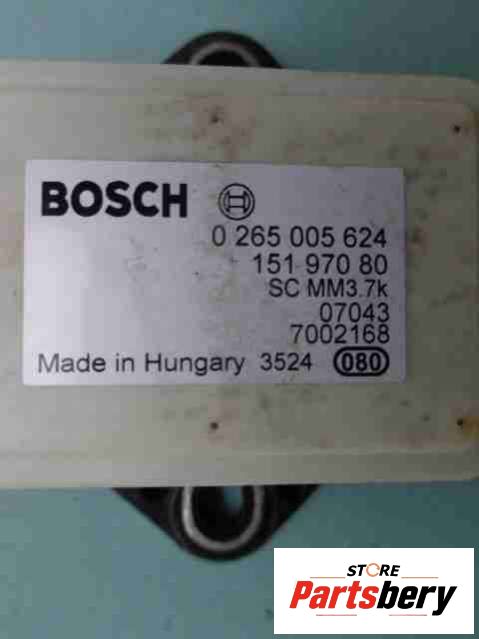 BOSCH
0 265 005 624
151 970 80
SC MM3.7k
07043
7002168
Made in Hungary 3524 080
STORE
Partsbery